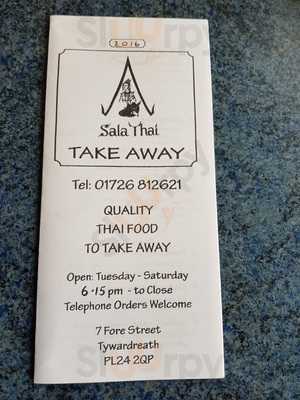 2016
Sala Thai
TAKE AWAY
Tel: 01726 812621
QUALITY
THAI FOOD
TO TAKE AWAY
Open: Tuesday - Saturday
6.15 pm - to Close
Telephone Orders Welcome
7 Fore Street
Tywardreath
PL24 2QP